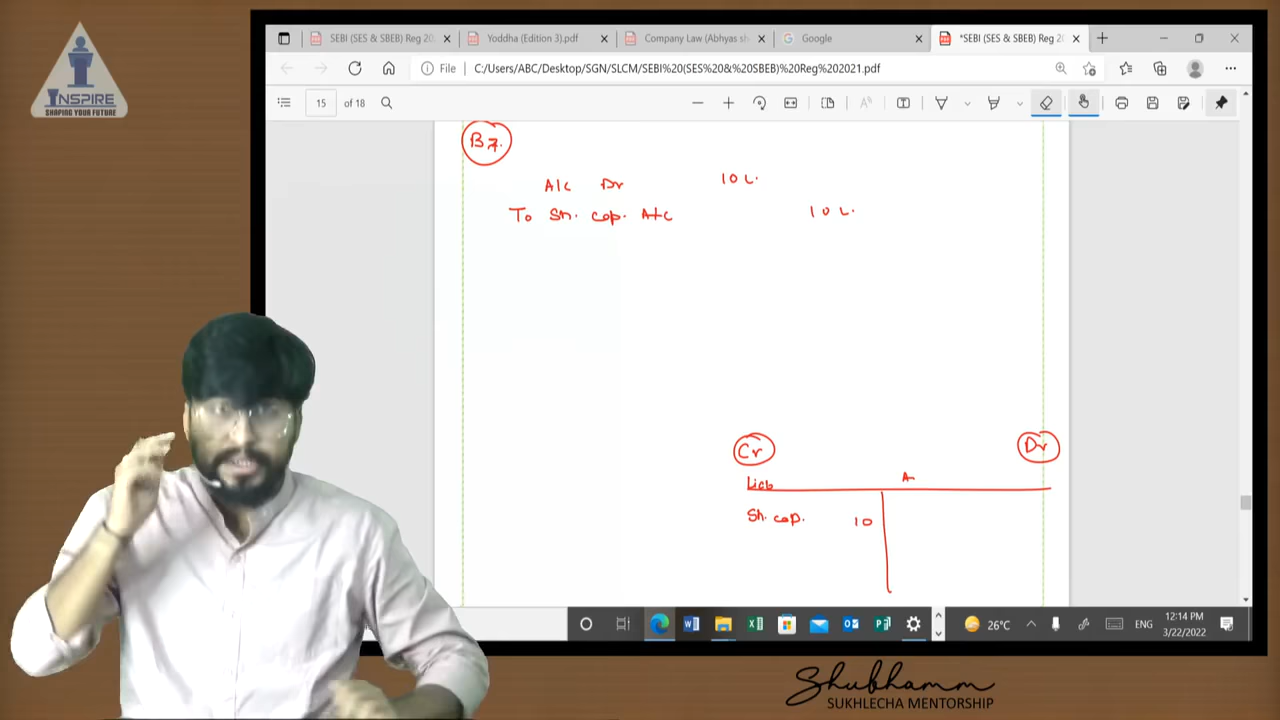 INSPIRE
SHAPING YOUR FUTURE
SEBI (SES & SBEB) Reg 20
Yoddha (Edition 3).pdf
Company Law (Abhyas sh
Google
*SEBI (SES & SBEB) Reg 20
File
C:/Users/ABC/Desktop/SGN/SLCM/SEBI%20(SES%20&%20SBEB)%20Reg%202021.pdf
15 of 18
A/c Dr 10 L.
To Sh. cap. A/c 10 L.
Cr Dr
Liab A
Sh. cap. 10
26°C
ENG
12:14 PM
3/22/2022
Shubhamm
SUKHLECHA MENTORSHIP